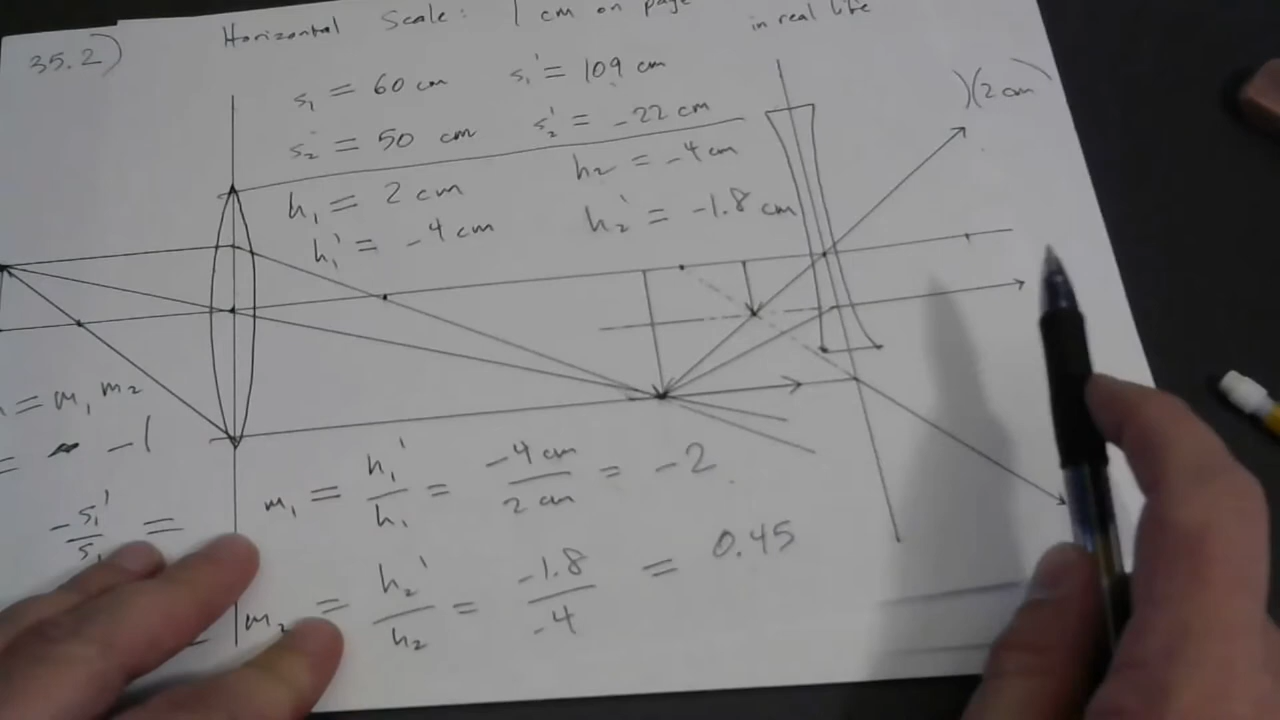 Horizontal Scale: 1 cm on page in real life
35.2)
s₁ = 60 cm s₁' = 109 cm
)(2 cm
s₂ = 50 cm s₂' = -22 cm
h₁ = 2 cm h₂ = -4 cm
h₁' = -4 cm h₂' = -1.8 cm
= m₁ m₂
= -1
m₁ = h₁'/h₁ = -4 cm/2 cm = -2
-s₁'/s₁ =
m₂ = h₂'/h₂ = -1.8/-4 = 0.45